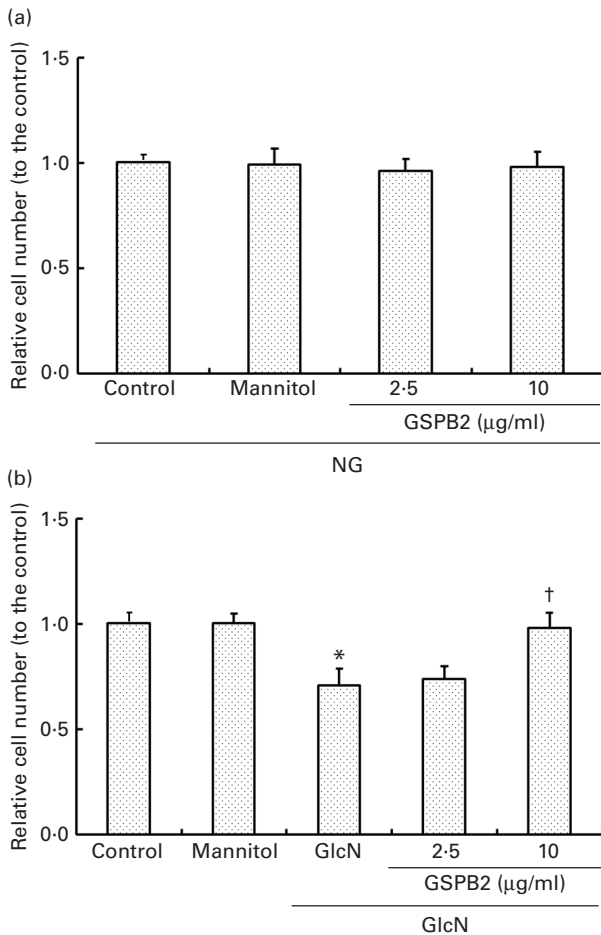 (a)
Relative cell number (to the control)
1·5
1·0
0·5
0·0
Control Mannitol 2·5 10
GSPB2 (μg/ml)
NG
(b)
Relative cell number (to the control)
1·5
1·0
0·5
0·0
*
†
Control Mannitol GlcN 2·5 10
GSPB2 (μg/ml)
GlcN